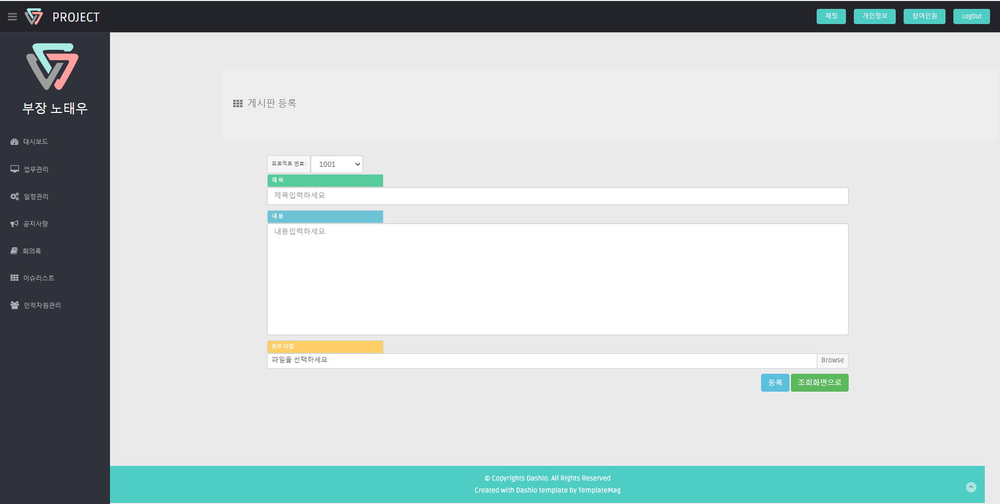 PROJECT
채팅 개인정보 참여인원 LogOut
부장 노태우
대시보드
업무관리
일정관리
공지사항
회의록
이슈리스트
인적자원관리
게시판 등록
프로젝트 번호: 1001
제 목
제목입력하세요
내 용
내용입력하세요
첨부 파일
파일을 선택하세요 Browse
등록 조회화면으로
© Copyrights Dashio. All Rights Reserved
Created with Dashio template by TemplateMag